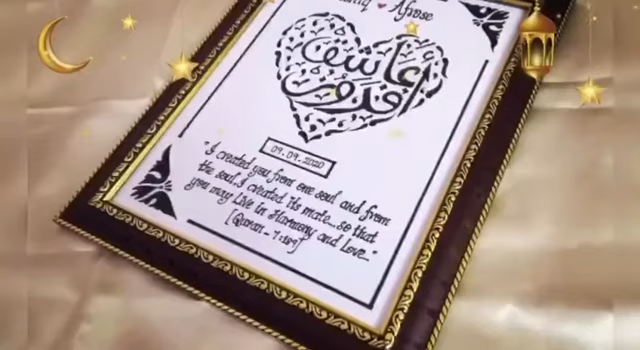 Afrose
عاشق
افروز
09.09.2020
"I created you from one soul and from
the soul, I created its mate... so that
you may Live in Harmony and Love.."
[Quran - 7:189]